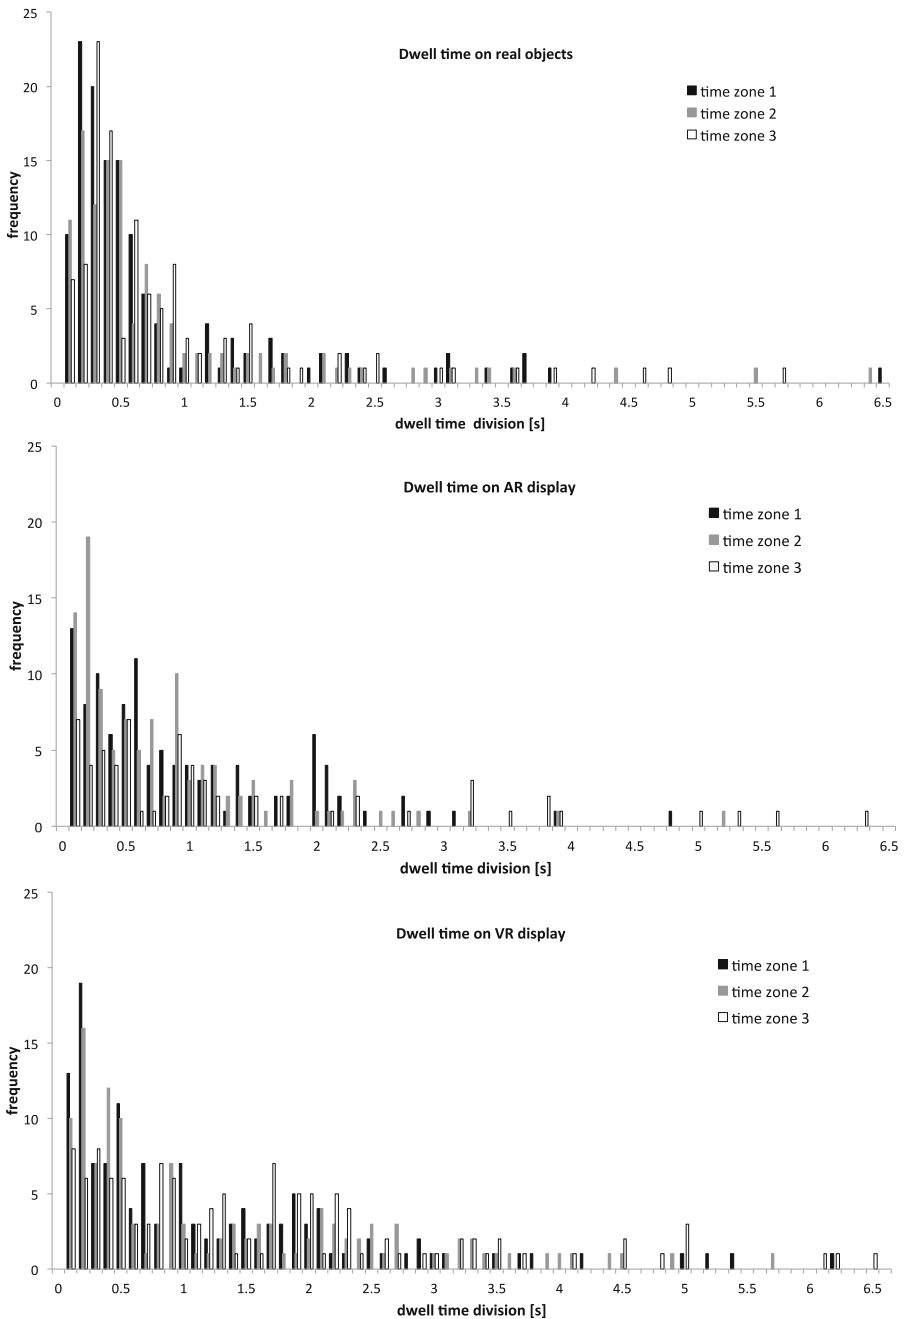 Dwell time on real objects
time zone 1
time zone 2
time zone 3
frequency
25
20
15
10
5
0
0 0.5 1 1.5 2 2.5 3 3.5 4 4.5 5 5.5 6 6.5
dwell time division [s]
Dwell time on AR display
time zone 1
time zone 2
time zone 3
frequency
25
20
15
10
5
0
0 0.5 1 1.5 2 2.5 3 3.5 4 4.5 5 5.5 6 6.5
dwell time division [s]
Dwell time on VR display
time zone 1
time zone 2
time zone 3
frequency
25
20
15
10
5
0
0 0.5 1 1.5 2 2.5 3 3.5 4 4.5 5 5.5 6 6.5
dwell time division [s]